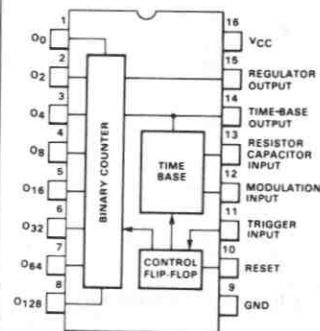 1
O0
2
O2
3
O4
4
O8
5
O16
6
O32
7
O64
8
O128
BINARY COUNTER
TIME
BASE
CONTROL
FLIP-FLOP
16
VCC
15
REGULATOR
OUTPUT
14
TIME-BASE
OUTPUT
13
RESISTOR
CAPACITOR
INPUT
12
MODULATION
INPUT
11
TRIGGER
INPUT
10
RESET
9
GND